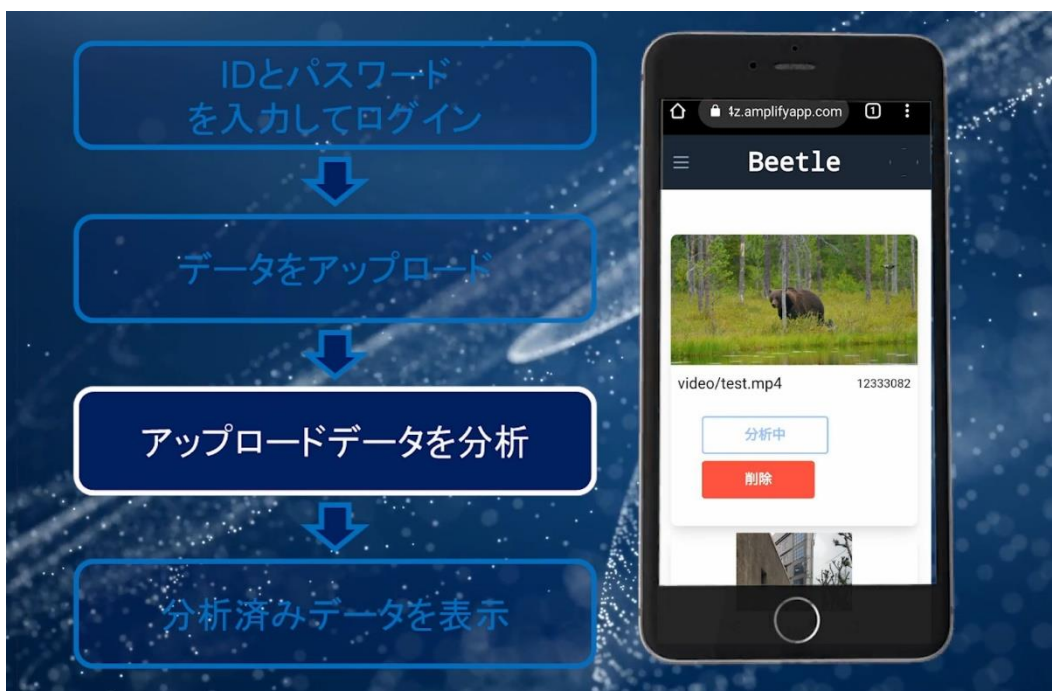 IDとパスワード
を入力してログイン
データをアップロード
アップロードデータを分析
分析済みデータを表示
4z.amplifyapp.com
1
Beetle
video/test.mp4
12333082
分析中
削除